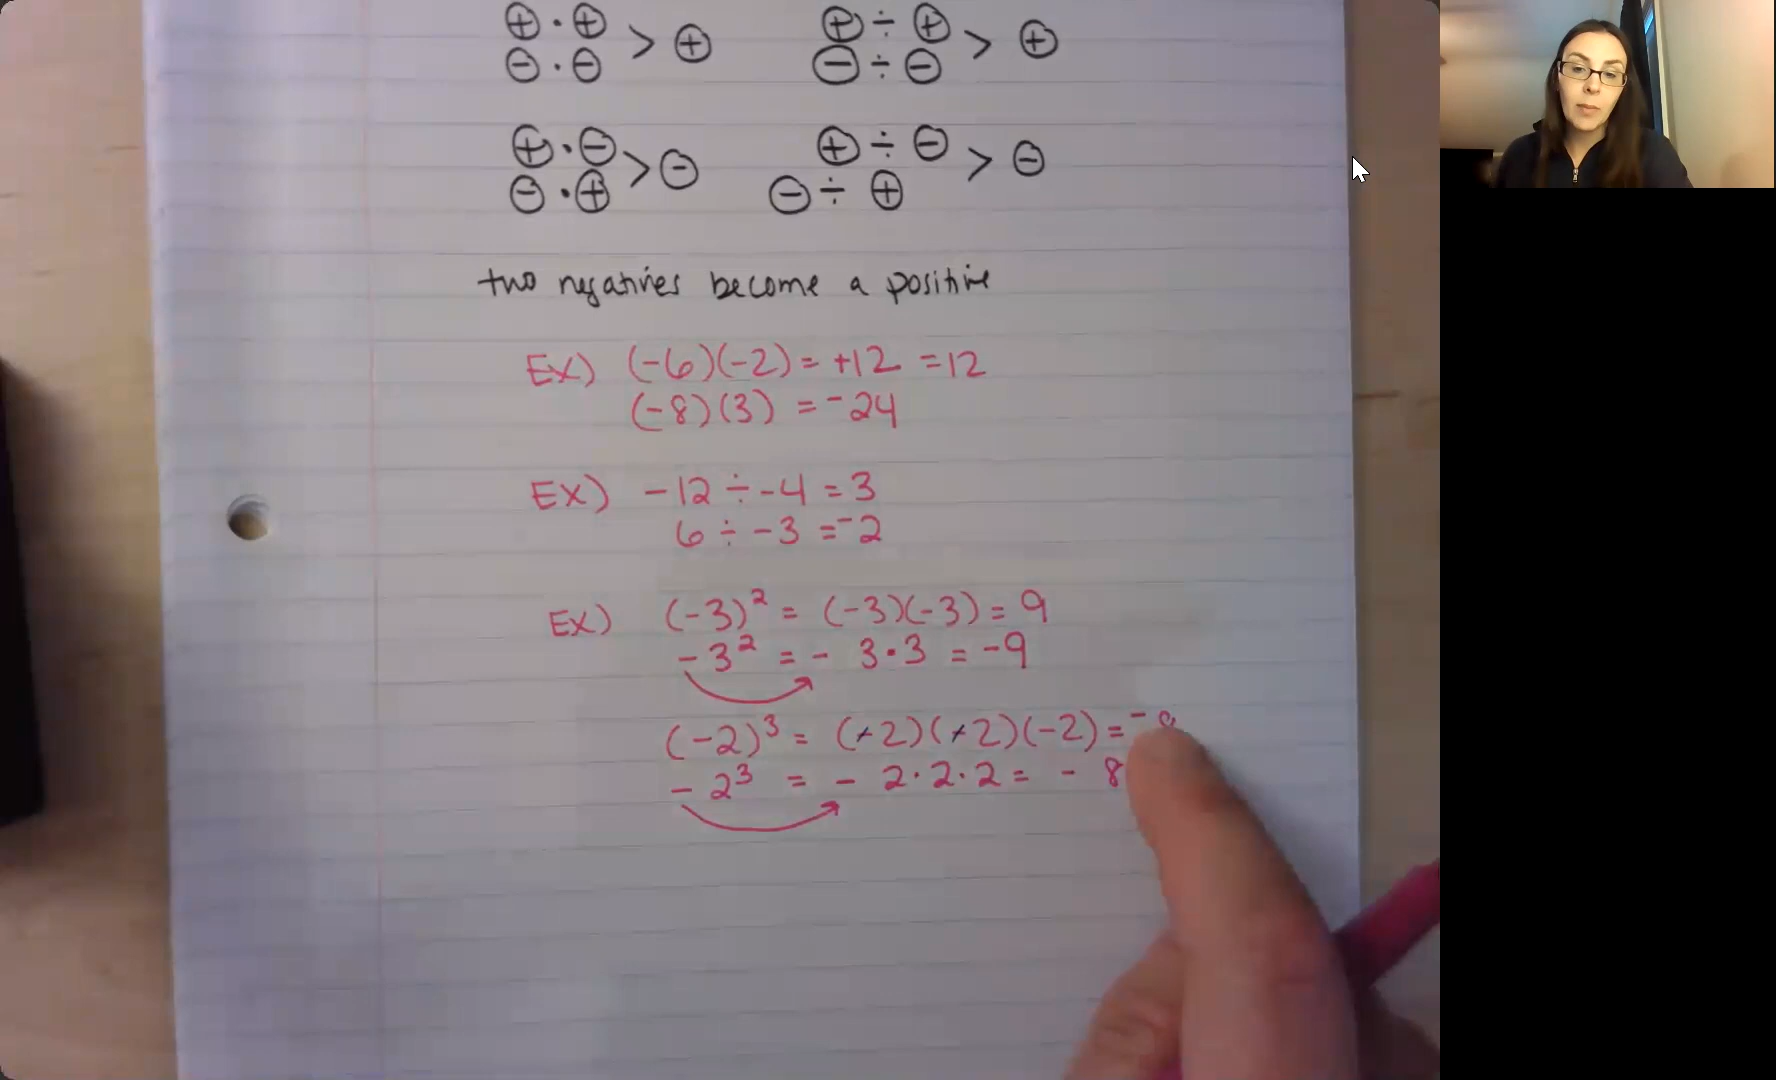 ⊕ · ⊕ > ⊕ ⊕ ÷ ⊕ > ⊕
⊖ · ⊖ ⊖ ÷ ⊖
⊕ · ⊖ > ⊖ ⊕ ÷ ⊖ > ⊖
⊖ · ⊕ ⊖ ÷ ⊕
two negatives become a positive
EX) (-6)(-2) = +12 = 12
(-8)(3) = -24
EX) -12 ÷ -4 = 3
6 ÷ -3 = -2
EX) (-3)² = (-3)(-3) = 9
-3² = - 3·3 = -9
(-2)³ = (-2)(-2)(-2) = -8
-2³ = - 2·2·2 = - 8